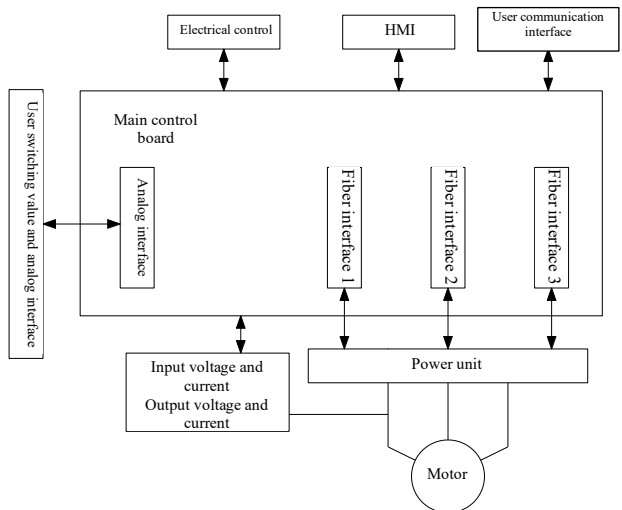 Electrical control
HMI
User communication
interface
User switching value and analog interface
Main control
board
Analog interface
Fiber interface 1
Fiber interface 2
Fiber interface 3
Input voltage and
current
Output voltage and
current
Power unit
Motor